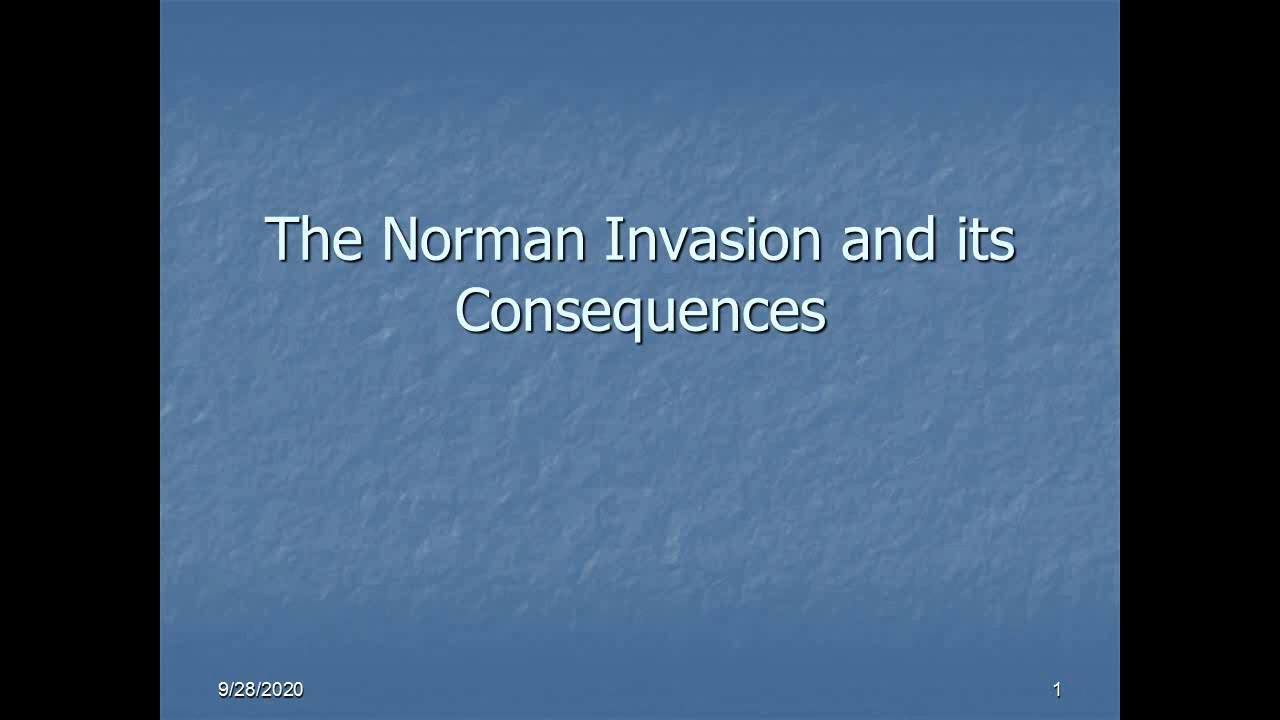 The Norman Invasion and its
Consequences
9/28/2020
1